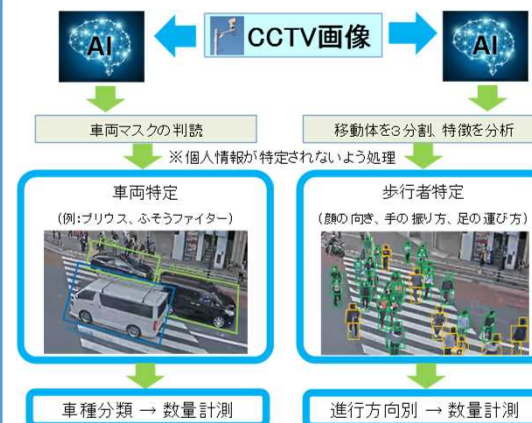 CCTV画像
AI
AI
車両マスクの判読
移動体を3分割、特徴を分析
※個人情報が特定されないよう処理
車両特定
(例:プリウス、ふそうファイター)
歩行者特定
(顔の向き、手の振り方、足の運び方)
車種分類 → 数量計測
進行方向別 → 数量計測